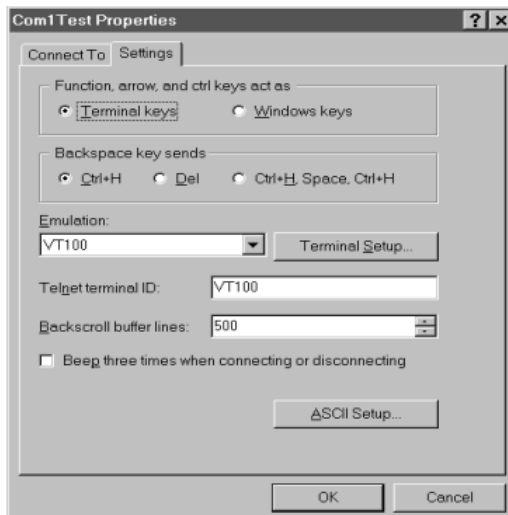 Com1Test Properties ? x
Connect To Settings
Function, arrow, and ctrl keys act as
Terminal keys Windows keys
Backspace key sends
Ctrl+H Del Ctrl+H, Space, Ctrl+H
Emulation:
VT100 Terminal Setup...
Telnet terminal ID: VT100
Backscroll buffer lines: 500
Beep three times when connecting or disconnecting
ASCII Setup...
OK Cancel